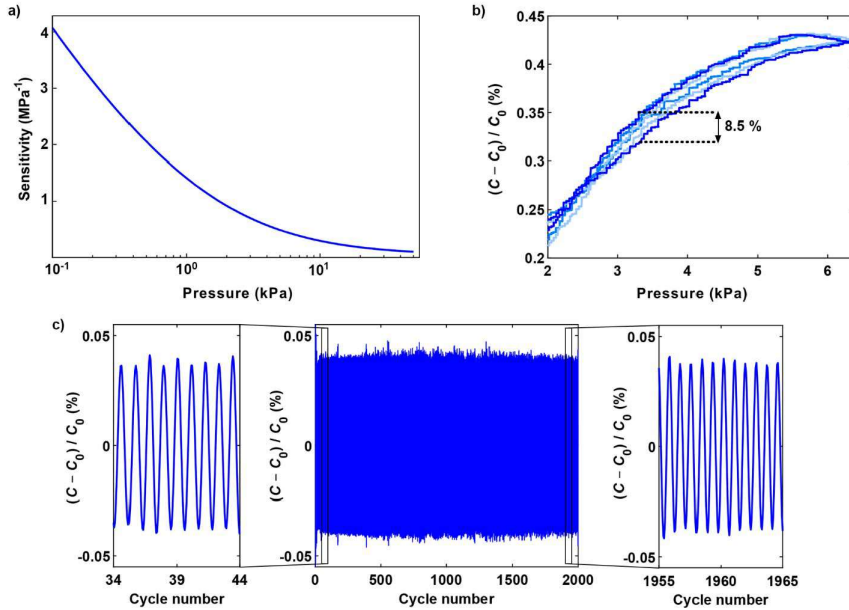 a)
4
3
2
1
Sensitivity (MPa⁻¹)
10⁻¹ 10⁰ 10¹
Pressure (kPa)
b)
0.45
0.4
0.35
0.3
0.25
0.2
(C − C₀) / C₀ (%)
8.5 %
2 3 4 5 6
Pressure (kPa)
c)
0.05
0
-0.05
(C − C₀) / C₀ (%)
34 39 44
Cycle number
0.05
0
-0.05
(C − C₀) / C₀ (%)
0 500 1000 1500 2000
Cycle number
0.05
0
-0.05
(C − C₀) / C₀ (%)
1955 1960 1965
Cycle number